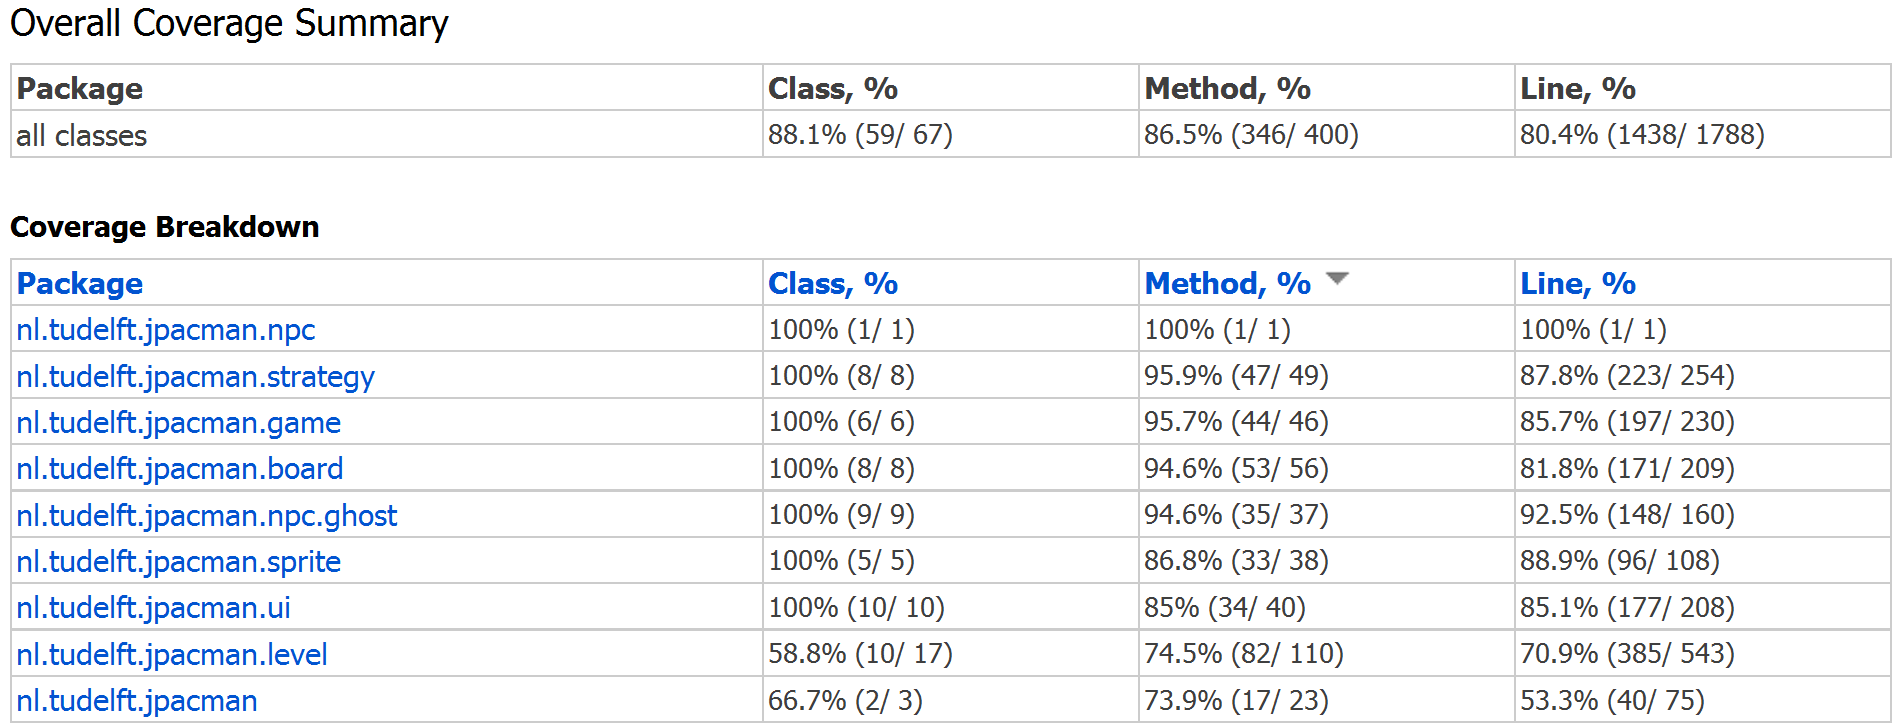 Overall Coverage Summary
Package Class, % Method, % Line, %
all classes 88.1% (59/ 67) 86.5% (346/ 400) 80.4% (1438/ 1788)
Coverage Breakdown
Package Class, % Method, % Line, %
nl.tudelft.jpacman.npc 100% (1/ 1) 100% (1/ 1) 100% (1/ 1)
nl.tudelft.jpacman.strategy 100% (8/ 8) 95.9% (47/ 49) 87.8% (223/ 254)
nl.tudelft.jpacman.game 100% (6/ 6) 95.7% (44/ 46) 85.7% (197/ 230)
nl.tudelft.jpacman.board 100% (8/ 8) 94.6% (53/ 56) 81.8% (171/ 209)
nl.tudelft.jpacman.npc.ghost 100% (9/ 9) 94.6% (35/ 37) 92.5% (148/ 160)
nl.tudelft.jpacman.sprite 100% (5/ 5) 86.8% (33/ 38) 88.9% (96/ 108)
nl.tudelft.jpacman.ui 100% (10/ 10) 85% (34/ 40) 85.1% (177/ 208)
nl.tudelft.jpacman.level 58.8% (10/ 17) 74.5% (82/ 110) 70.9% (385/ 543)
nl.tudelft.jpacman 66.7% (2/ 3) 73.9% (17/ 23) 53.3% (40/ 75)